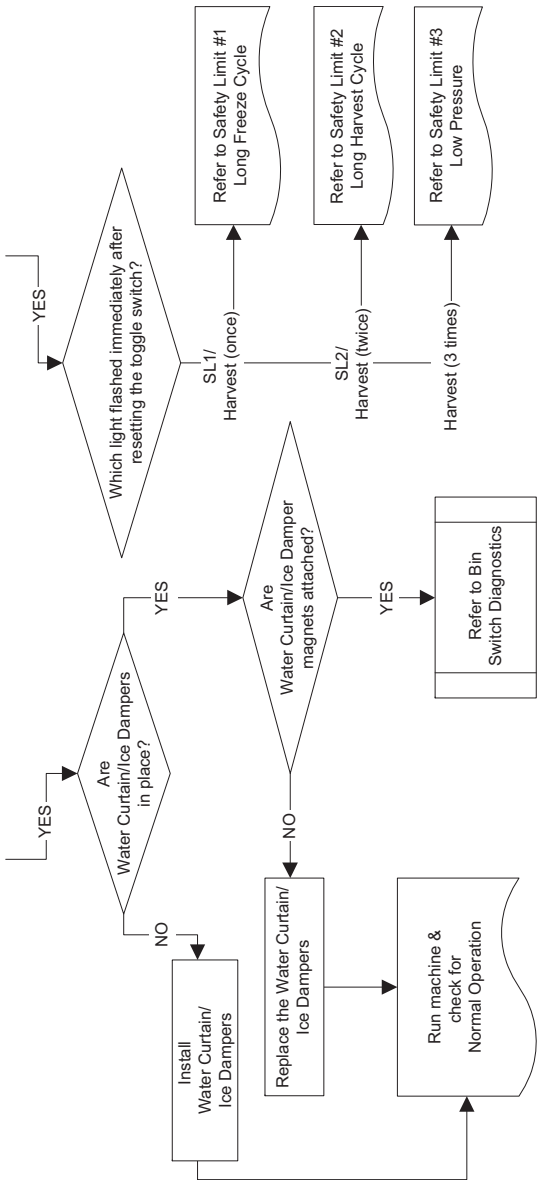 YES
Are
Water Curtain/Ice Dampers
in place?
NO
Install
Water Curtain/
Ice Dampers
YES
Are
Water Curtain/Ice Damper
magnets attached?
NO
Replace the Water Curtain/
Ice Dampers
Run machine &
check for
Normal Operation
YES
Refer to Bin
Switch Diagnostics
YES
Which light flashed immediately after
resetting the toggle switch?
SL1/
Harvest (once)
Refer to Safety Limit #1
Long Freeze Cycle
SL2/
Harvest (twice)
Refer to Safety Limit #2
Long Harvest Cycle
Harvest (3 times)
Refer to Safety Limit #3
Low Pressure